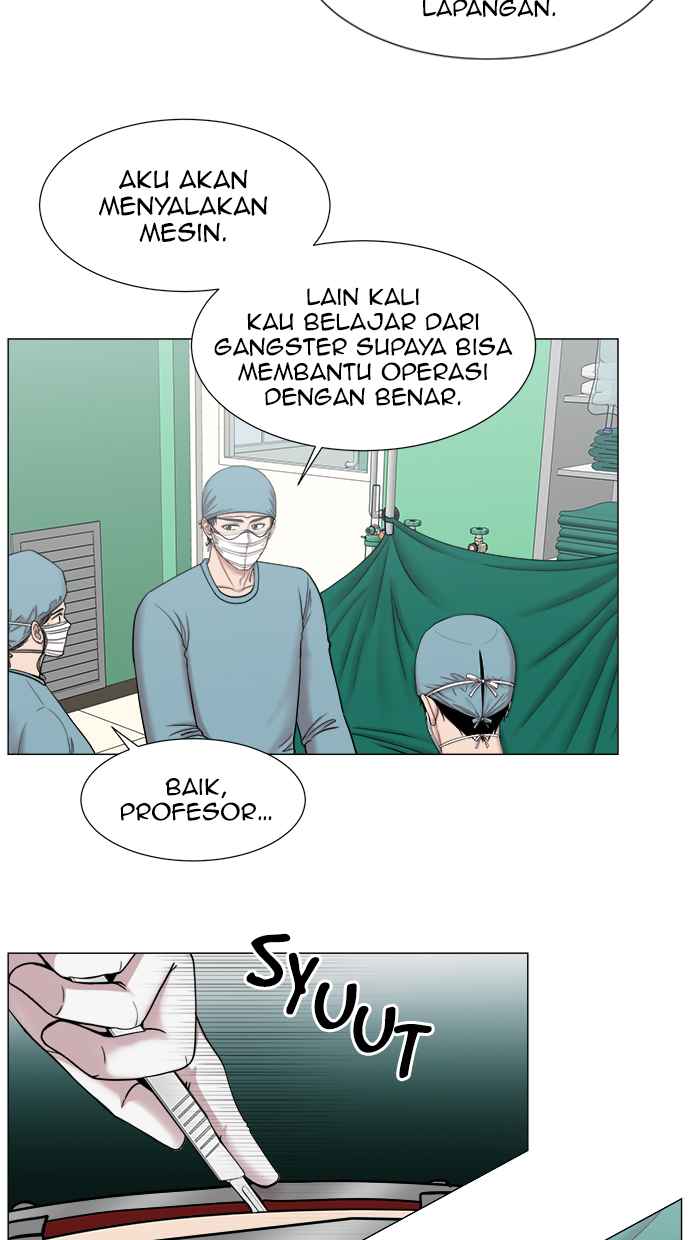 LAPANGAN.
AKU AKAN
MENYALAKAN
MESIN.
LAIN KALI
KAU BELAJAR DARI
GANGSTER SUPAYA BISA
MEMBANTU OPERASI
DENGAN BENAR.
BAIK,
PROFESOR...
SYUUT